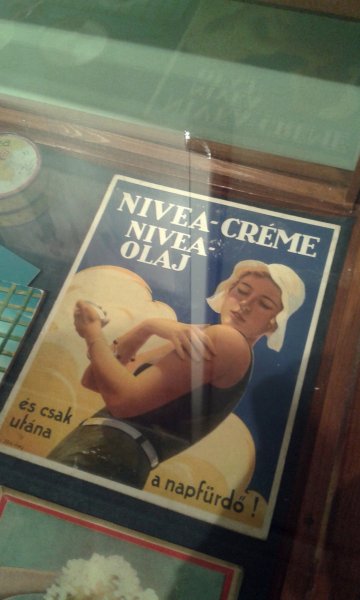 NIVEA-CRÉME
NIVEA-
OLAJ
és csak
utána
a napfürdő!